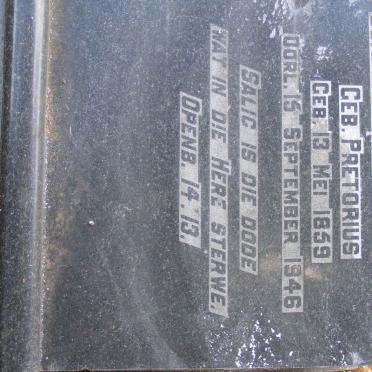 GEB. PRETORIUS
GEB. 13 MEI 1859
OORL. 15 SEPTEMBER 1946
SALIG IS DIE DODE
WAT IN DIE HERE STERWE.
OPENB. 14. 13.